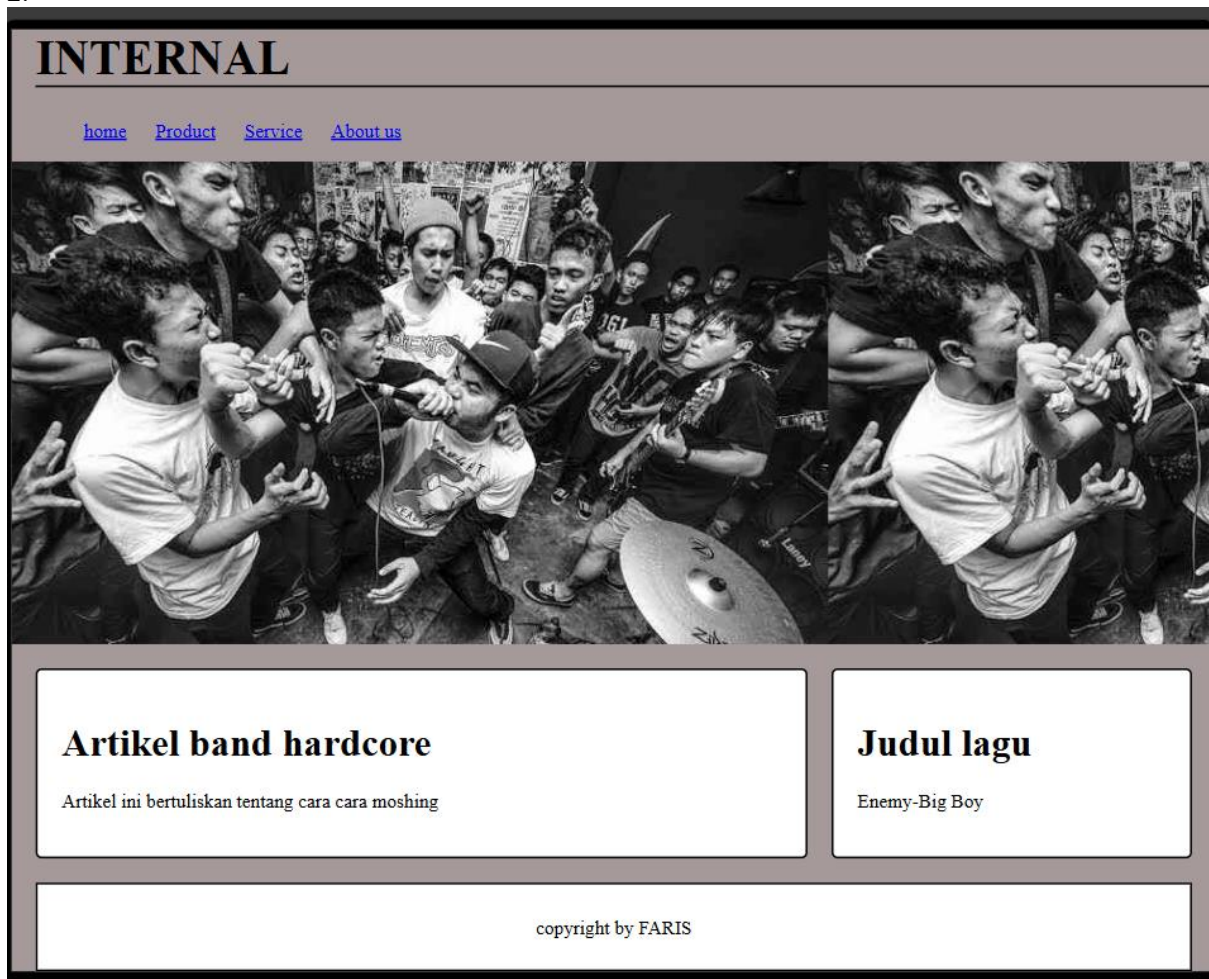 INTERNAL
home Product Service About us
Laney
Artikel band hardcore
Artikel ini bertuliskan tentang cara cara moshing
Judul lagu
Enemy-Big Boy
copyright by FARIS